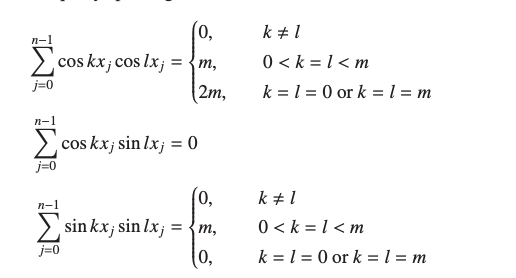 n−1
∑ cos kx_j cos lx_j = { 0, k ≠ l
j=0 m, 0 < k = l < m
2m, k = l = 0 or k = l = m
n−1
∑ cos kx_j sin lx_j = 0
j=0
n−1
∑ sin kx_j sin lx_j = { 0, k ≠ l
j=0 m, 0 < k = l < m
0, k = l = 0 or k = l = m